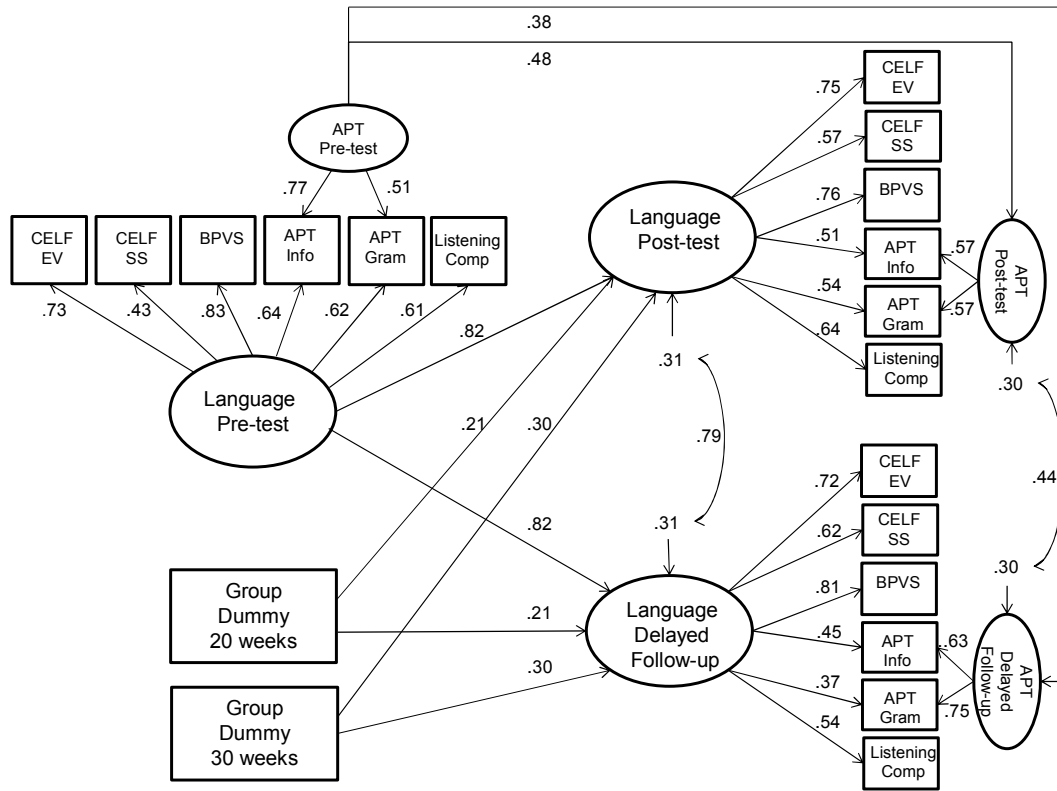 .38
.48
APT
Pre-test
.77
.51
CELF
EV
CELF
SS
BPVS
APT
Info
APT
Gram
Listening
Comp
.73
.43
.83
.64
.62
.61
Language
Pre-test
.82
.82
.21
.30
Group
Dummy
20 weeks
.21
Group
Dummy
30 weeks
.30
Language
Post-test
.31
.79
.31
Language
Delayed
Follow-up
.75
.57
.76
.51
.54
.64
CELF
EV
CELF
SS
BPVS
APT
Info
APT
Gram
Listening
Comp
.57
.57
APT
Post-test
.30
.44
.30
.72
.62
.81
.45
.37
.54
CELF
EV
CELF
SS
BPVS
APT
Info
APT
Gram
Listening
Comp
.63
.75
APT
Delayed
Follow-up